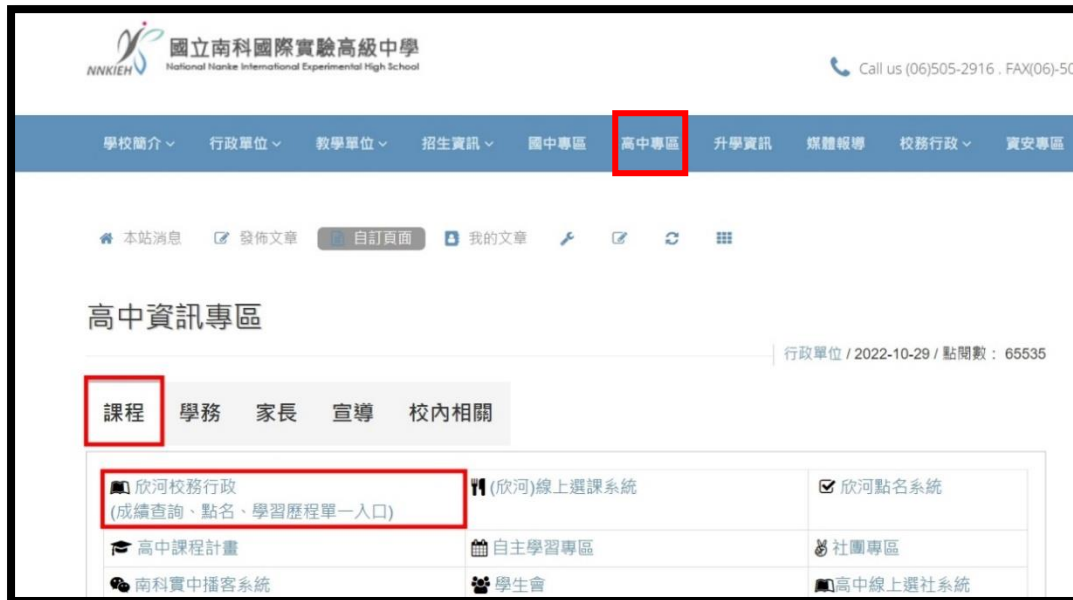 國立南科國際實驗高級中學
NNKIEH
National Nanke International Experimental High School
Call us (06)505-2916 . FAX(06)-50
學校簡介 行政單位 教學單位 招生資訊 國中專區 高中專區 升學資訊 媒體報導 校務行政 資安專區
本站消息 發佈文章 自訂頁面 我的文章
高中資訊專區
行政單位 / 2022-10-29 / 點閱數： 65535
課程 學務 家長 宣導 校內相關
欣河校務行政 (欣河)線上選課系統 欣河點名系統
(成績查詢、點名、學習歷程單一入口)
高中課程計畫 自主學習專區 社團專區
南科實中播客系統 學生會 高中線上選社系統